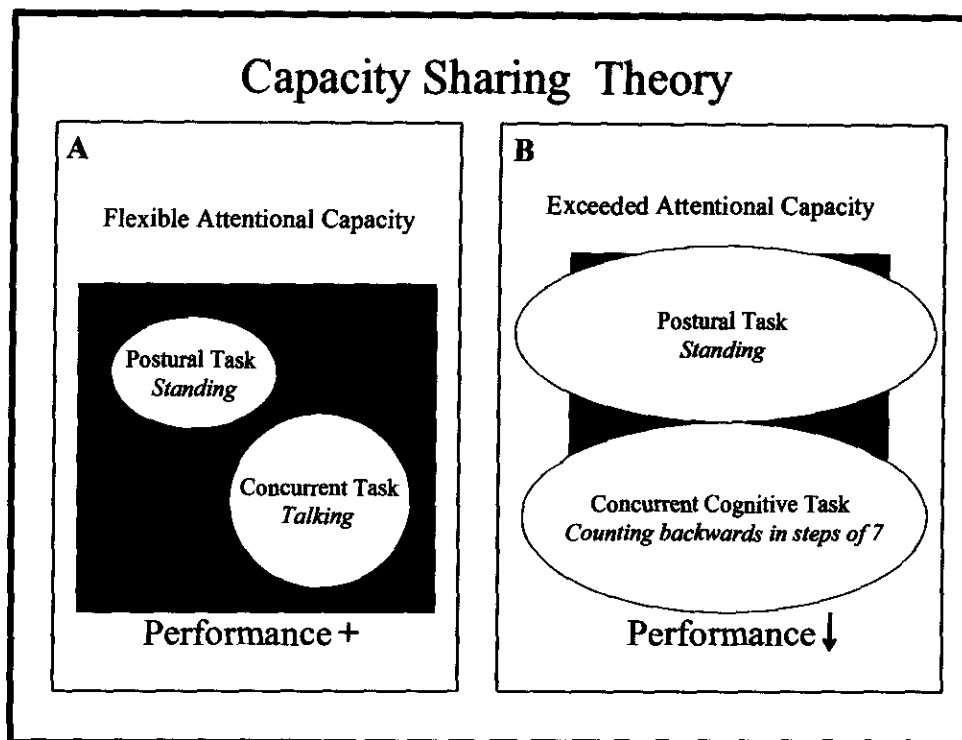 Capacity Sharing Theory
A
Flexible Attentional Capacity
Postural Task
Standing
Concurrent Task
Talking
Performance +
B
Exceeded Attentional Capacity
Postural Task
Standing
Concurrent Cognitive Task
Counting backwards in steps of 7
Performance ↓